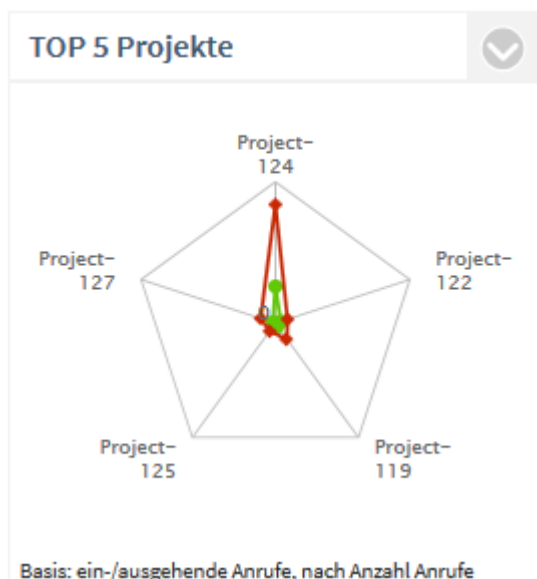 TOP 5 Projekte
Project-
124
Project-
127
Project-
122
0
Project-
125
Project-
119
Basis: ein-/ausgehende Anrufe, nach Anzahl Anrufe